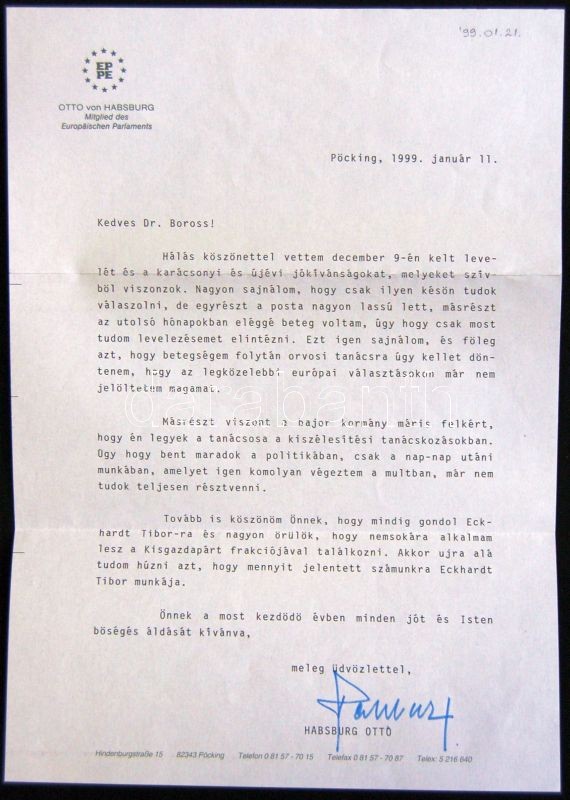 '99.01.21.
EP
PE
OTTO von HABSBURG
Mitglied des
Europäischen Parlaments
Pöcking, 1999. január 11.
Kedves Dr. Boross!
Hálás köszönettel vettem december 9-én kelt leve-
lét és a karácsonyi és újévi jókívánságokat, melyeket szív-
ből viszonzok. Nagyon sajnálom, hogy csak ilyen későn tudok
válaszolni, de egyrészt a posta nagyon lassú lett, másrészt
az utolsó hónapokban eléggé beteg voltam, úgy hogy csak most
tudom levelezésemet elintézni. Ezt igen sajnálom, és főleg
azt, hogy betegségem folytán orvosi tanácsra úgy kellet dön-
tenem, hogy az legközelebbi európai választásokon már nem
jelöltetem magamat.
Másrészt viszont a bajor kormány máris felkért,
hogy én legyek a tanácsosa a kiszélesítési tanácskozásokban.
Úgy hogy bent maradok a politikában, csak a nap-nap utáni
munkában, amelyet igen komolyan végeztem a multban, már nem
tudok teljesen résztvenni.
Tovább is köszönöm Önnek, hogy mindig gondol Eck-
hardt Tibor-ra és nagyon örülök, hogy nemsokára alkalmam
lesz a Kisgazdapárt frakciójával találkozni. Akkor ujra alá
tudom húzni azt, hogy mennyit jelentett számunkra Eckhardt
Tibor munkája.
Önnek a most kezdödö évben minden jót és Isten
böségés áldását kívánva,
meleg üdvözlettel,
HABSBURG OTTÓ
Hindenburgstraße 15 82343 Pöcking Telefon 0 81 57 - 70 15 Telefax 0 81 57 - 70 87 Telex: 5 216 640
darabanth